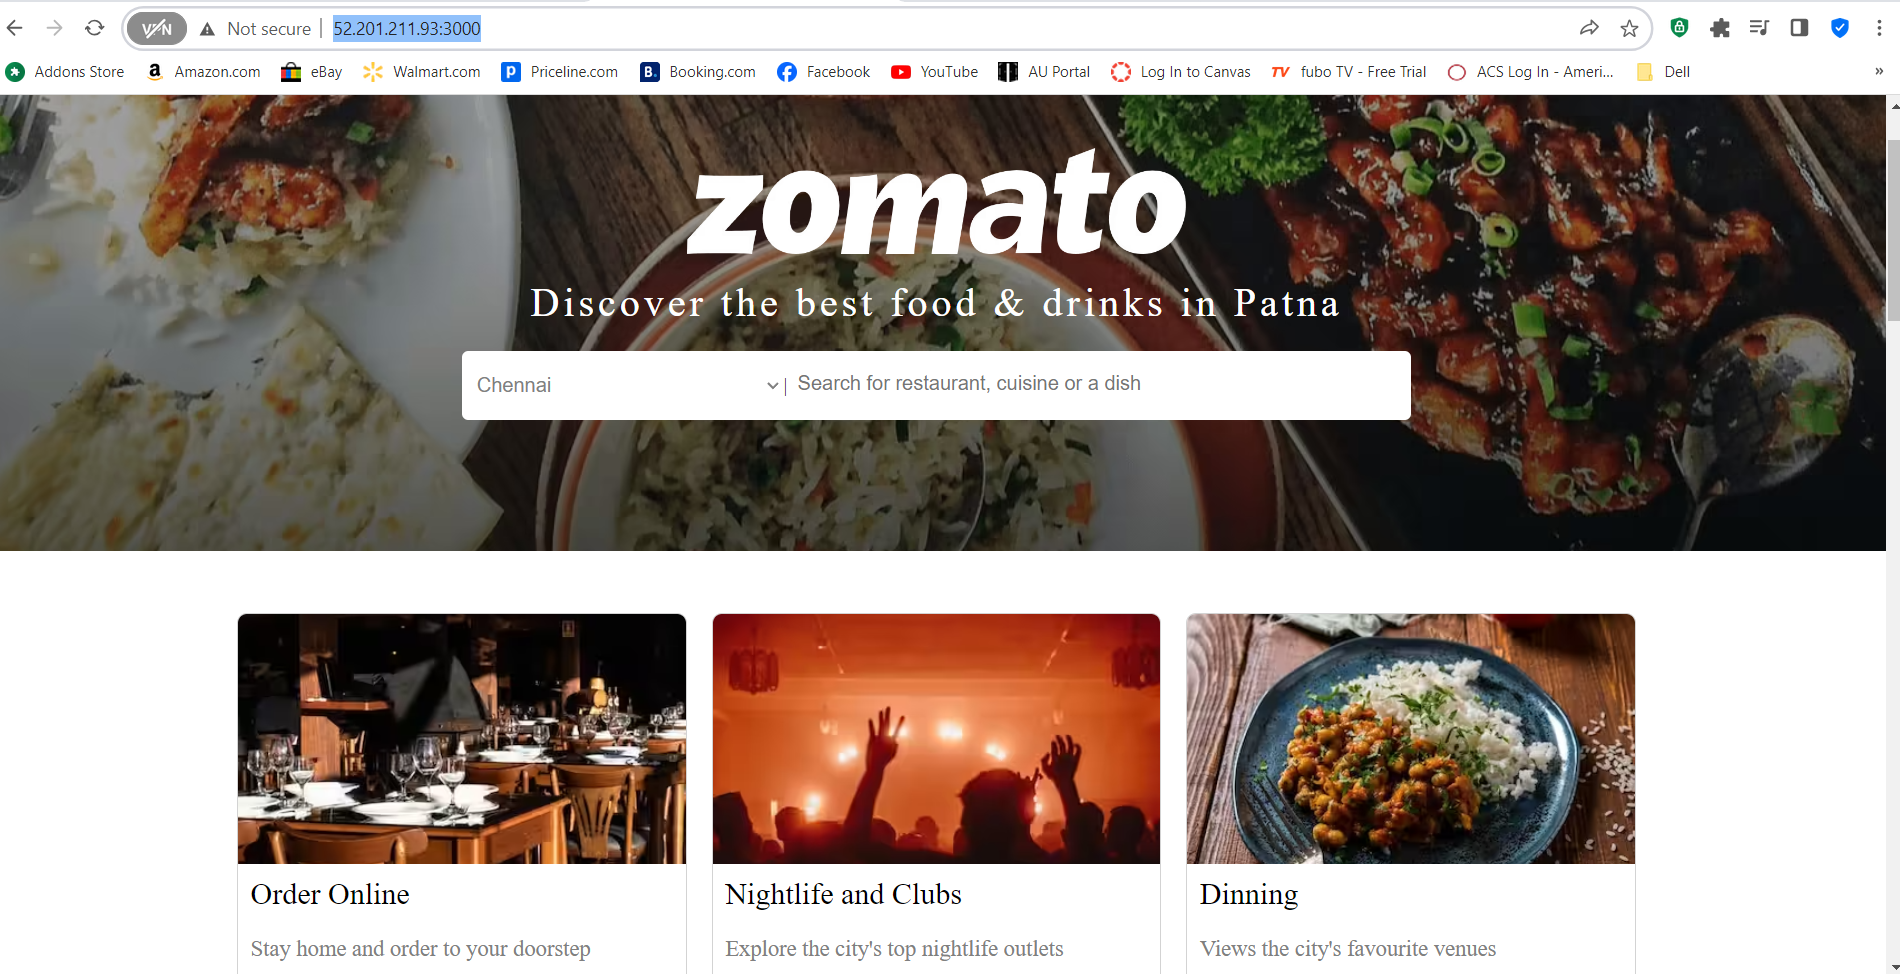 VPN Not secure 52.201.211.93:3000
Addons Store Amazon.com eBay Walmart.com Priceline.com B. Booking.com Facebook YouTube AU Portal Log In to Canvas TV fubo TV - Free Trial ACS Log In - Ameri... Dell »
zomato
Discover the best food & drinks in Patna
Chennai | Search for restaurant, cuisine or a dish
Order Online
Stay home and order to your doorstep
Nightlife and Clubs
Explore the city's top nightlife outlets
Dinning
Views the city's favourite venues